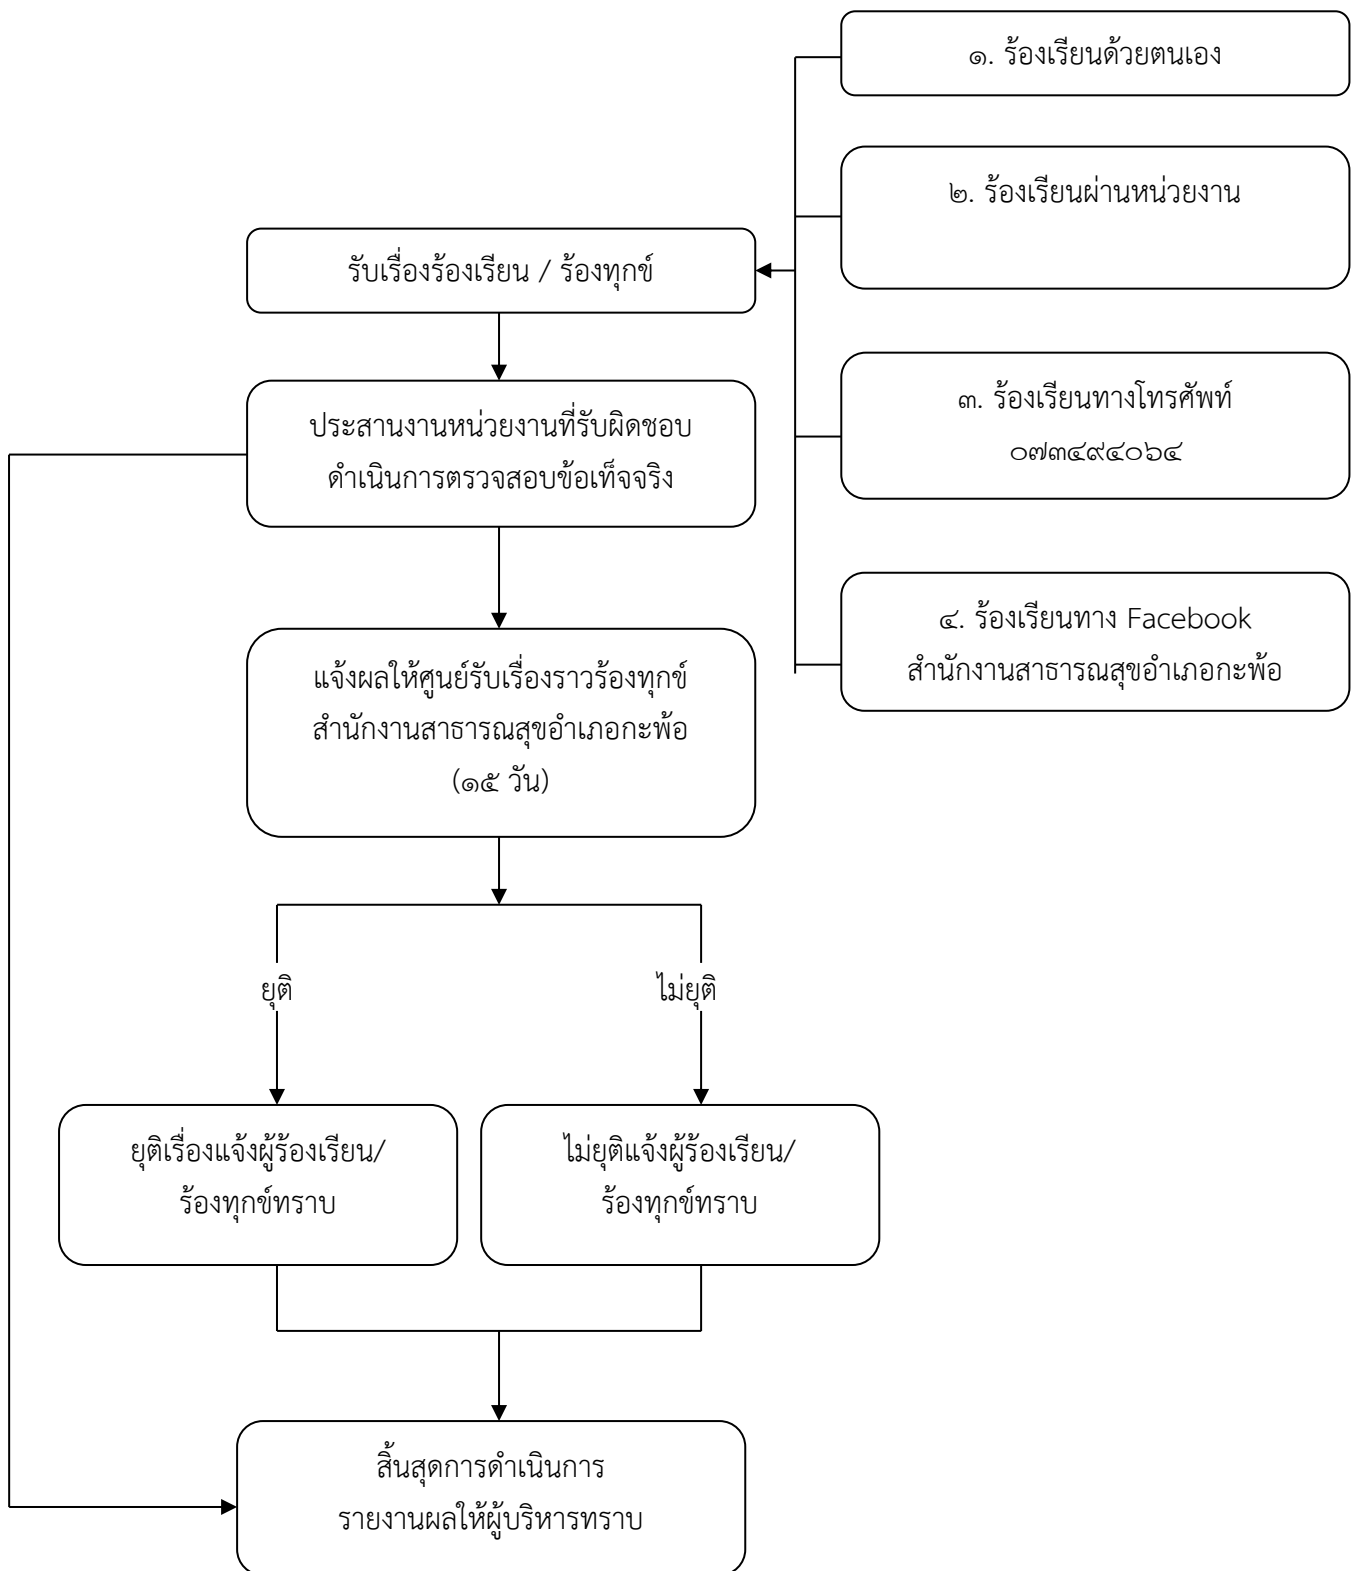 ๑. ร้องเรียนด้วยตนเอง
๒. ร้องเรียนผ่านหน่วยงาน
รับเรื่องร้องเรียน / ร้องทุกข์
๓. ร้องเรียนทางโทรศัพท์
๐๗๓๔๙๔๐๖๔
ประสานงานหน่วยงานที่รับผิดชอบ
ดำเนินการตรวจสอบข้อเท็จจริง
๔. ร้องเรียนทาง Facebook
สำนักงานสาธารณสุขอำเภอกะพ้อ
แจ้งผลให้ศูนย์รับเรื่องราวร้องทุกข์
สำนักงานสาธารณสุขอำเภอกะพ้อ
(๑๕ วัน)
ยุติ
ไม่ยุติ
ยุติเรื่องแจ้งผู้ร้องเรียน/
ร้องทุกข์ทราบ
ไม่ยุติแจ้งผู้ร้องเรียน/
ร้องทุกข์ทราบ
สิ้นสุดการดำเนินการ
รายงานผลให้ผู้บริหารทราบ